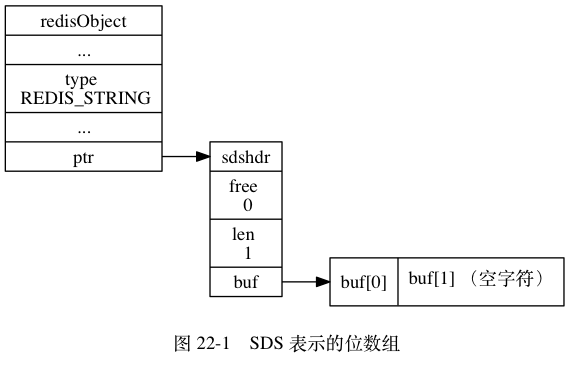 redisObject
...
type
REDIS_STRING
...
ptr
sdshdr
free
0
len
1
buf
buf[0]
buf[1] （空字符）
图 22-1 SDS 表示的位数组